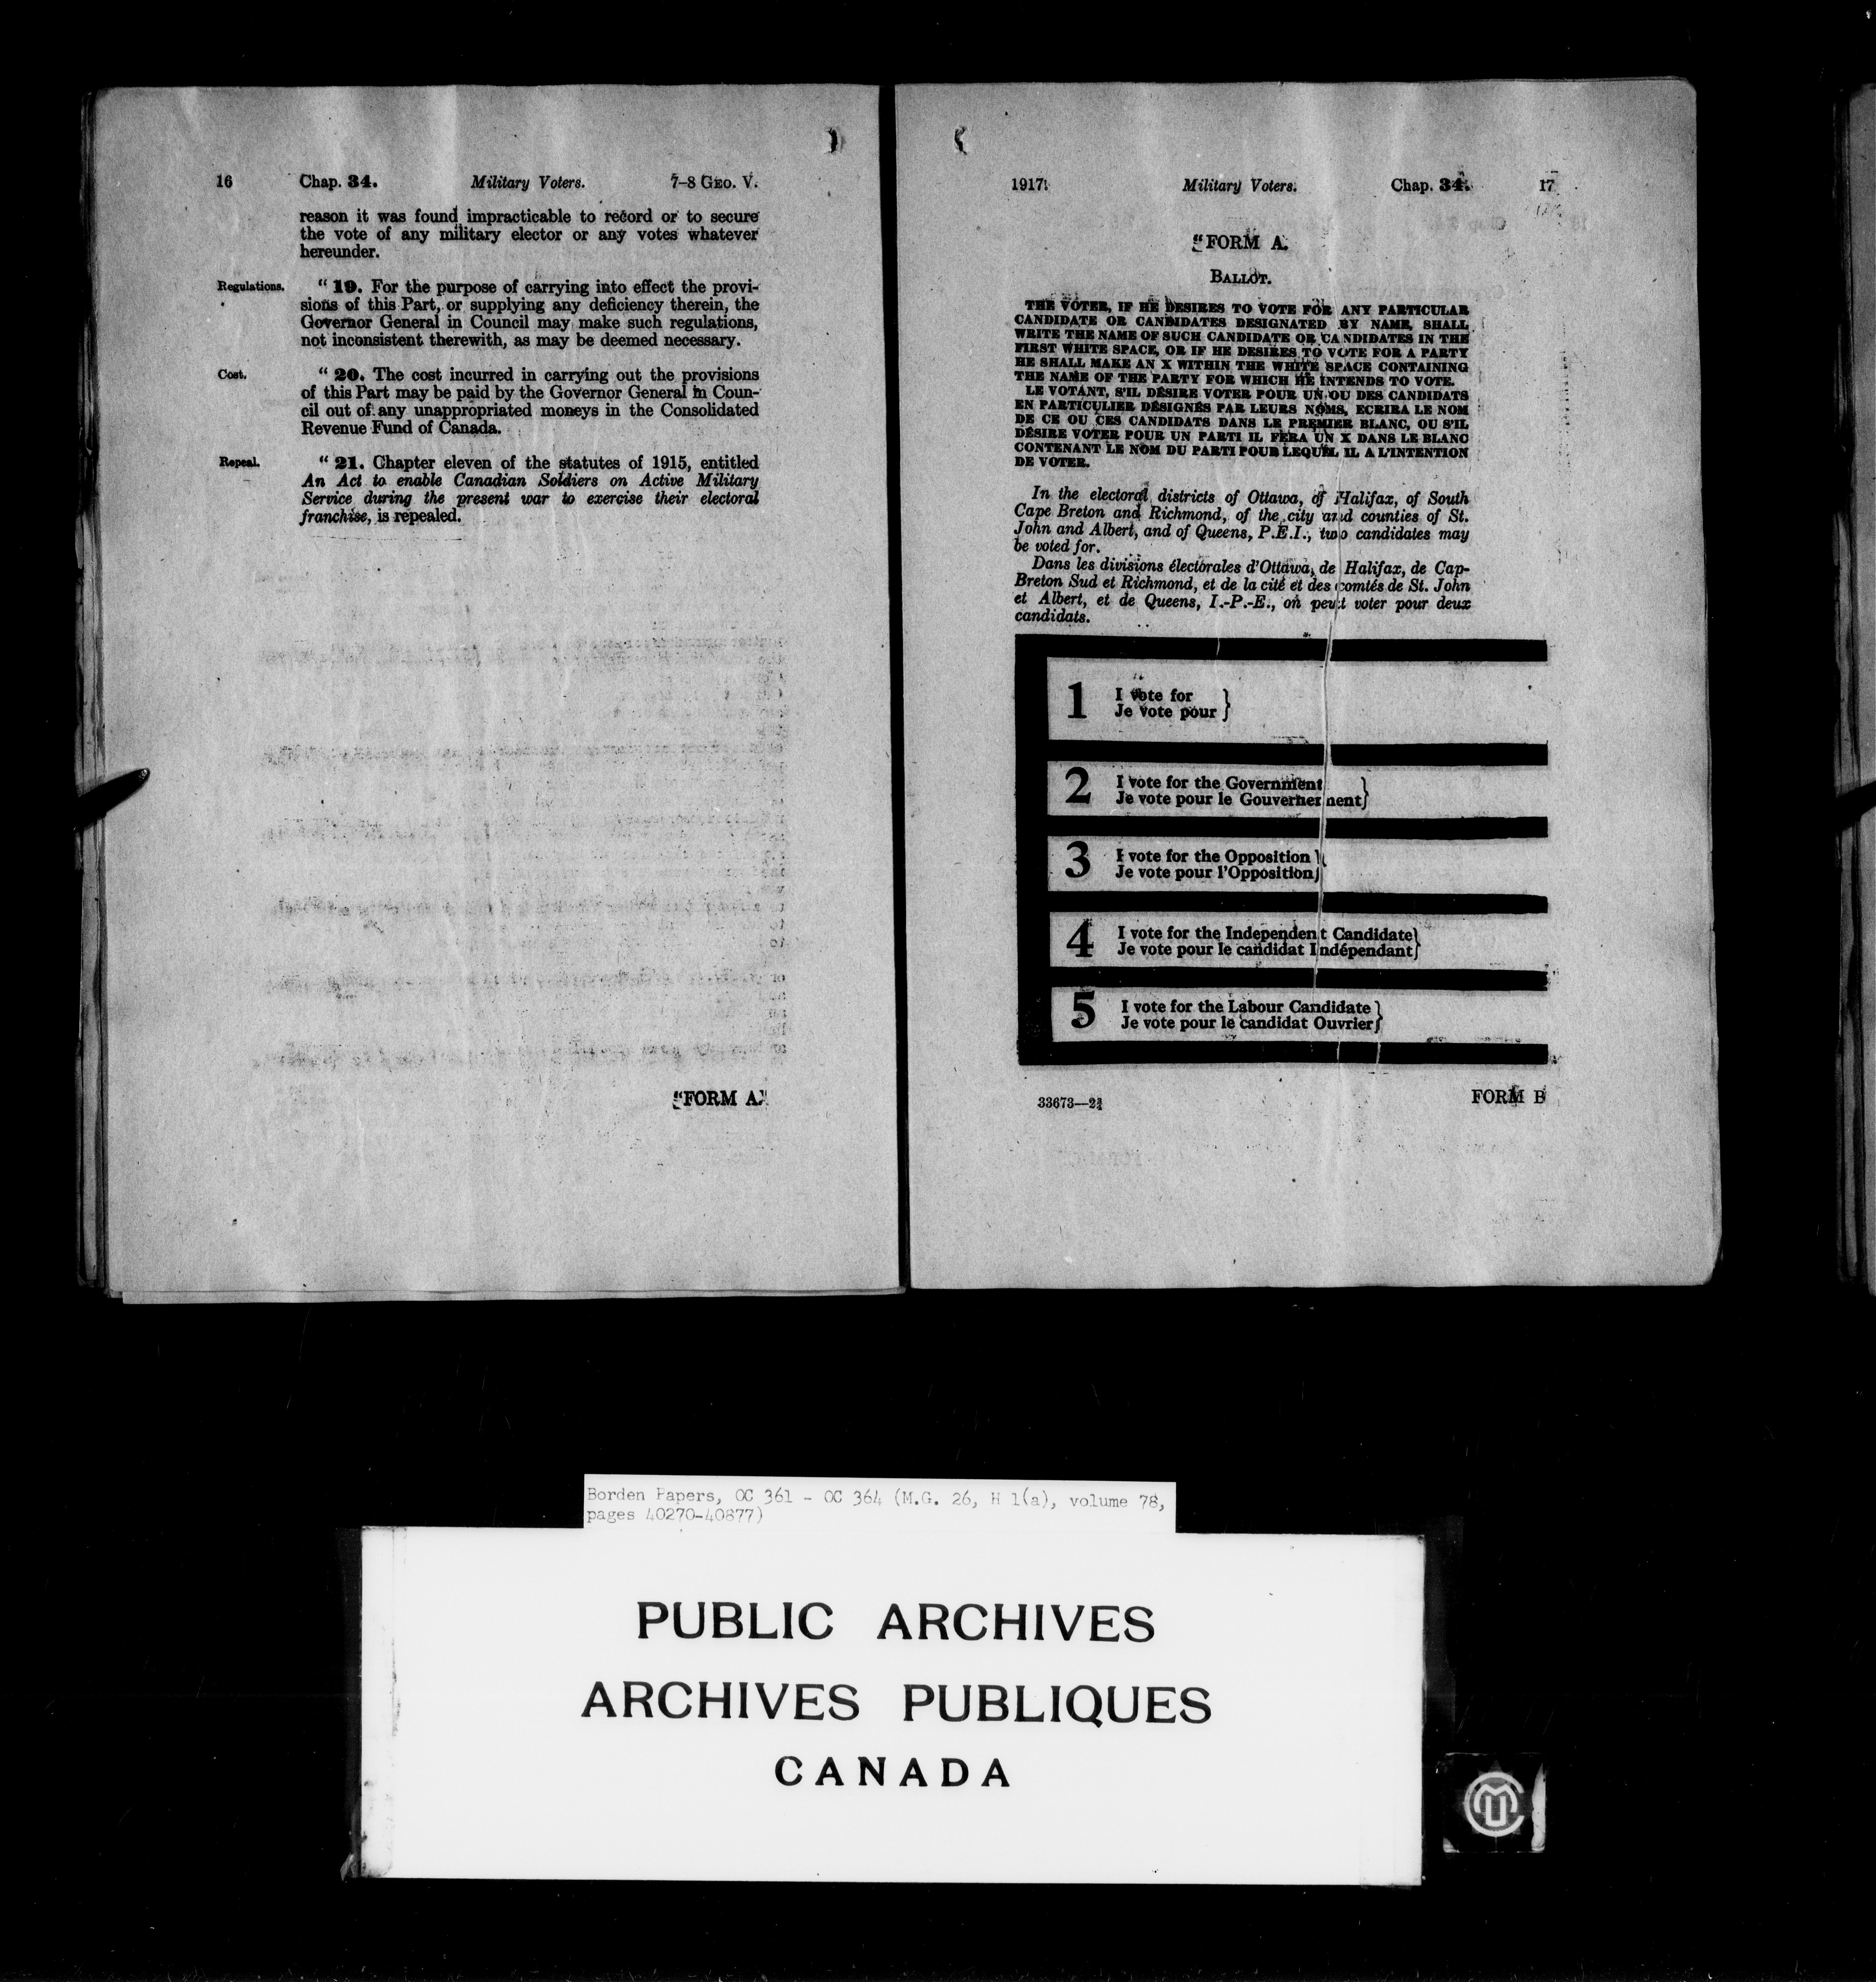 16 Chap. 34. Military Voters. 7–8 GEO. V.
reason it was found impracticable to record or to secure
the vote of any military elector or any votes whatever
hereunder.
Regulations. “ 19. For the purpose of carrying into effect the provi-
sions of this Part, or supplying any deficiency therein, the
Governor General in Council may make such regulations,
not inconsistent therewith, as may be deemed necessary.
Cost. “ 20. The cost incurred in carrying out the provisions
of this Part may be paid by the Governor General in Coun-
cil out of any unappropriated moneys in the Consolidated
Revenue Fund of Canada.
Repeal. “ 21. Chapter eleven of the statutes of 1915, entitled
An Act to enable Canadian Soldiers on Active Military
Service during the present war to exercise their electoral
franchise, is repealed.
“FORM A.
1917. Military Voters. Chap. 34. 17
“FORM A.
BALLOT.
THE VOTER, IF HE DESIRES TO VOTE FOR ANY PARTICULAR
CANDIDATE OR CANDIDATES DESIGNATED BY NAME, SHALL
WRITE THE NAME OF SUCH CANDIDATE OR CANDIDATES IN THE
FIRST WHITE SPACE, OR IF HE DESIRES TO VOTE FOR A PARTY
HE SHALL MAKE AN X WITHIN THE WHITE SPACE CONTAINING
THE NAME OF THE PARTY FOR WHICH HE INTENDS TO VOTE.
LE VOTANT, S'IL DÉSIRE VOTER POUR UN OU DES CANDIDATS
EN PARTICULIER DÉSIGNÉS PAR LEURS NOMS, ECRIRA LE NOM
DE CE OU CES CANDIDATS DANS LE PREMIER BLANC, OU S'IL
DÉSIRE VOTER POUR UN PARTI IL FERA UN X DANS LE BLANC
CONTENANT LE NOM DU PARTI POUR LEQUEL IL A L'INTENTION
DE VOTER.
In the electoral districts of Ottawa, of Halifax, of South
Cape Breton and Richmond, of the city and counties of St.
John and Albert, and of Queens, P.E.I., two candidates may
be voted for.
Dans les divisions électorales d'Ottawa, de Halifax, de Cap-
Breton Sud et Richmond, et de la cité et des comtés de St. John
et Albert, et de Queens, I.-P.-E., on peut voter pour deux
candidats.
1 I vote for
Je vote pour }
2 I vote for the Government
Je vote pour le Gouvernement}
3 I vote for the Opposition
Je vote pour l'Opposition}
4 I vote for the Independent Candidate
Je vote pour le candidat Indépendant}
5 I vote for the Labour Candidate
Je vote pour le candidat Ouvrier}
33673—2¾ FORM B
Borden Papers, OC 361 - OC 364 (M.G. 26, H 1(a), volume 78,
pages 40270-40877)
PUBLIC ARCHIVES
ARCHIVES PUBLIQUES
CANADA